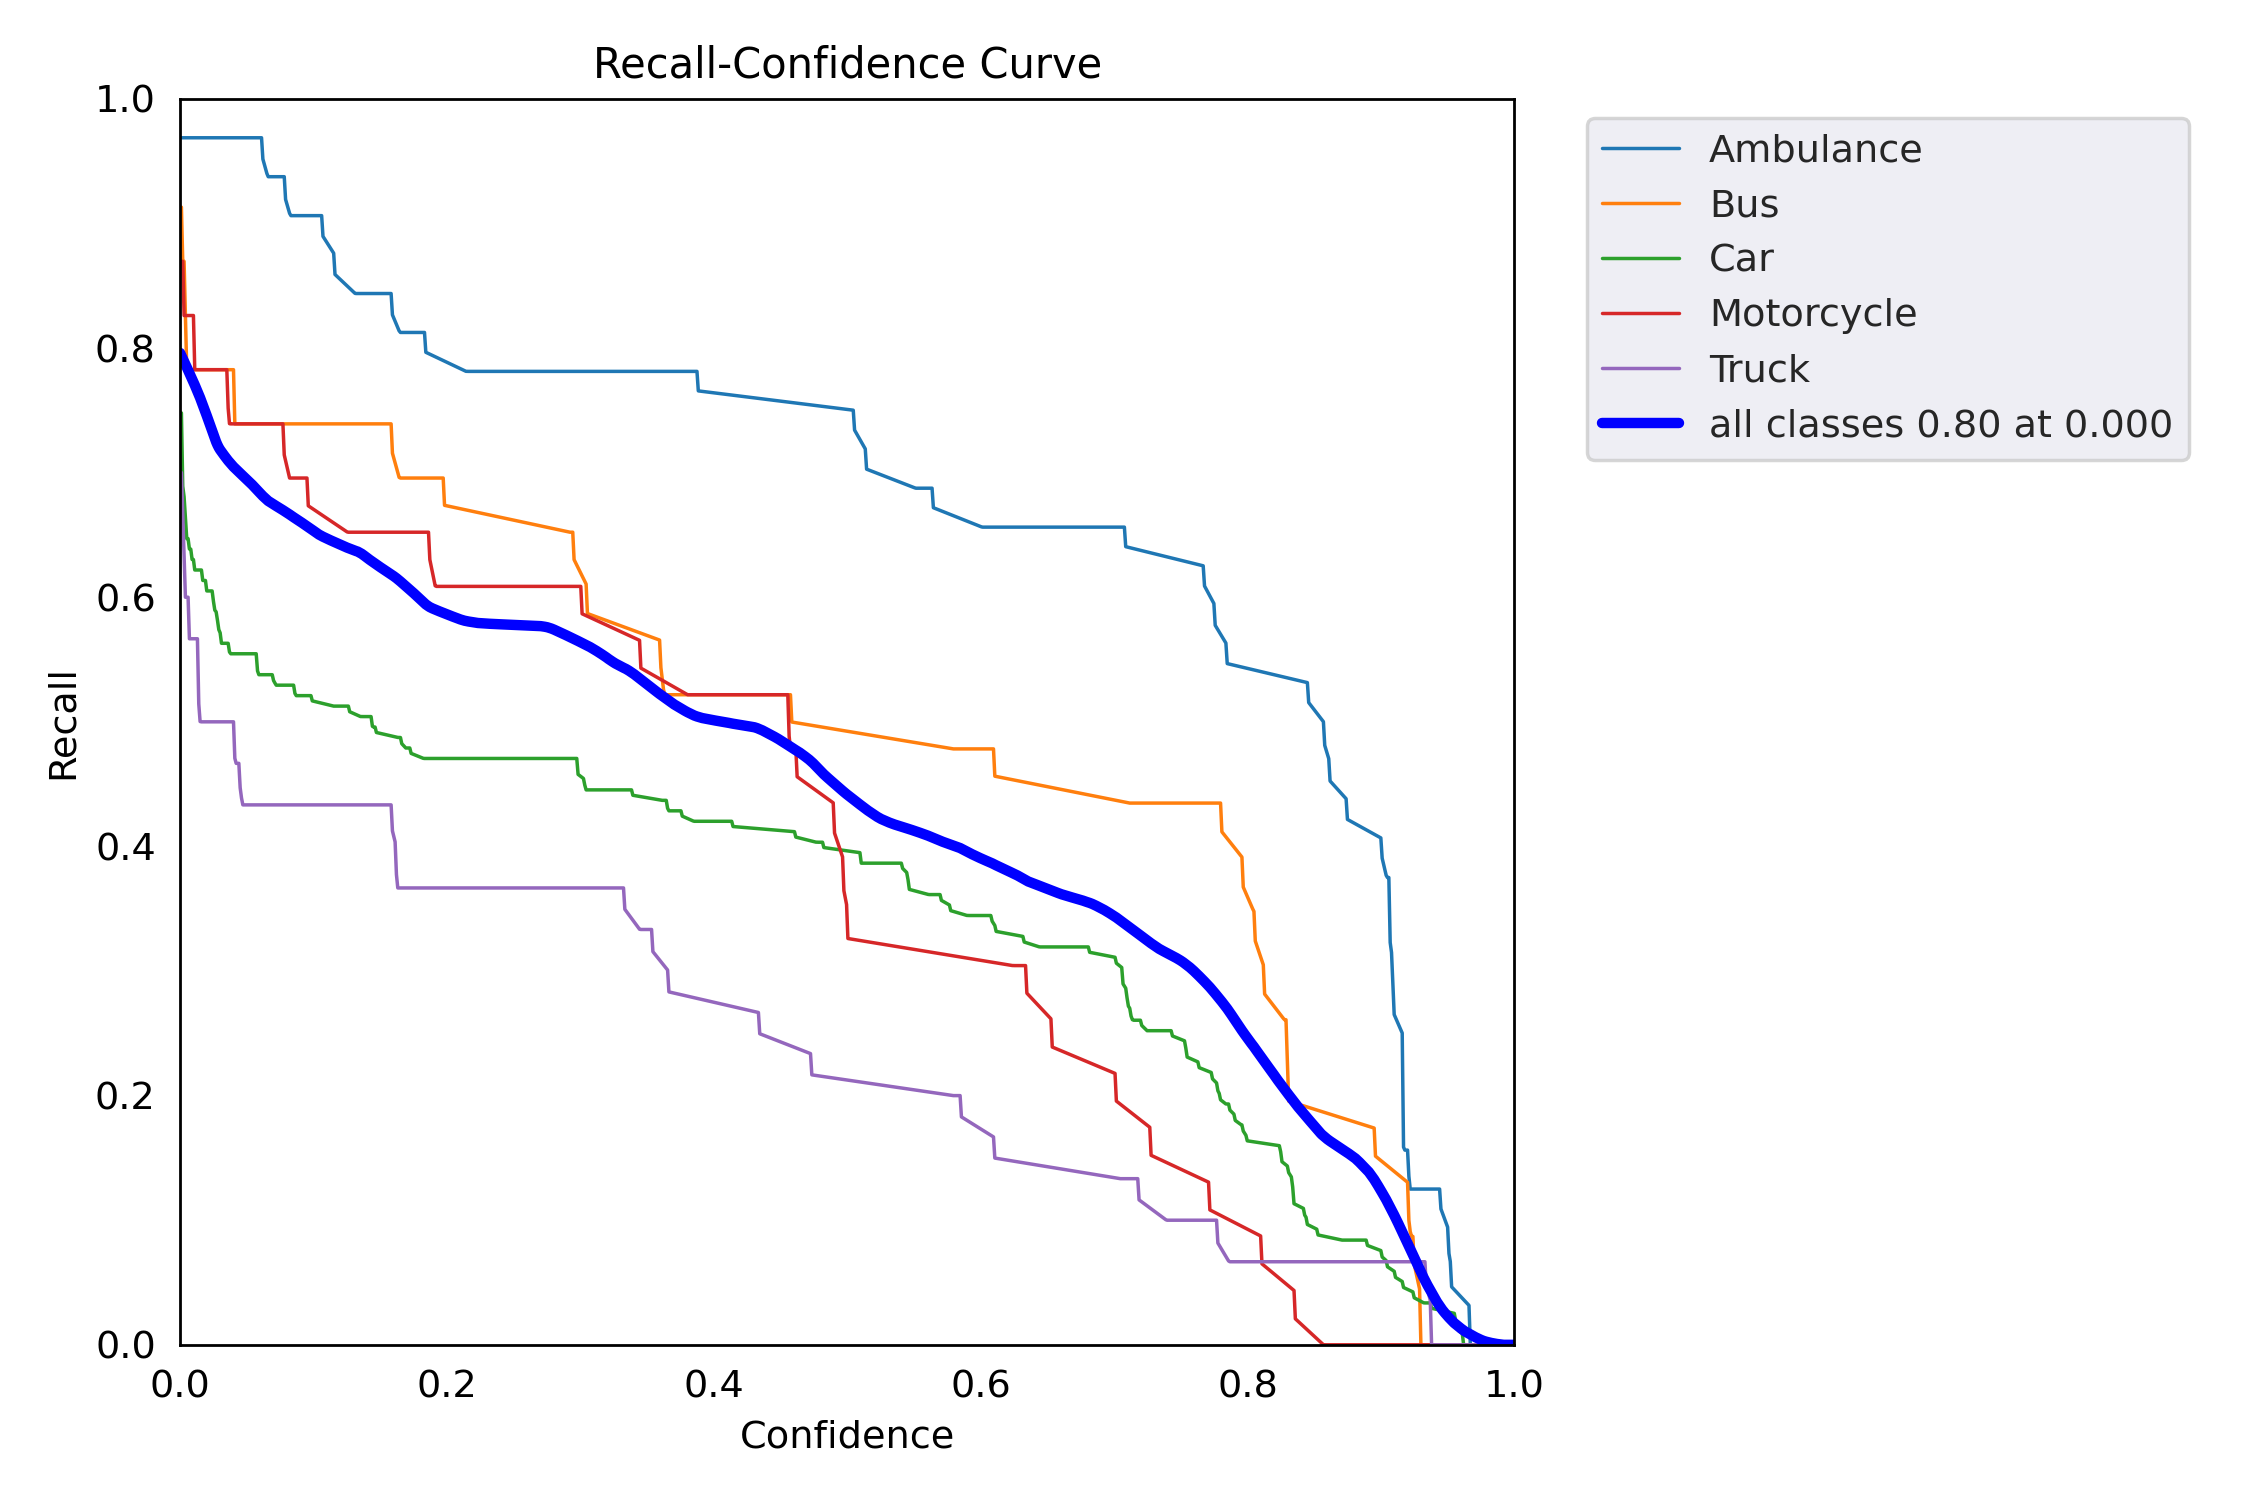 Recall-Confidence Curve
1.0
0.8
0.6
0.4
0.2
0.0
Recall
0.0 0.2 0.4 0.6 0.8 1.0
Confidence
Ambulance
Bus
Car
Motorcycle
Truck
all classes 0.80 at 0.000